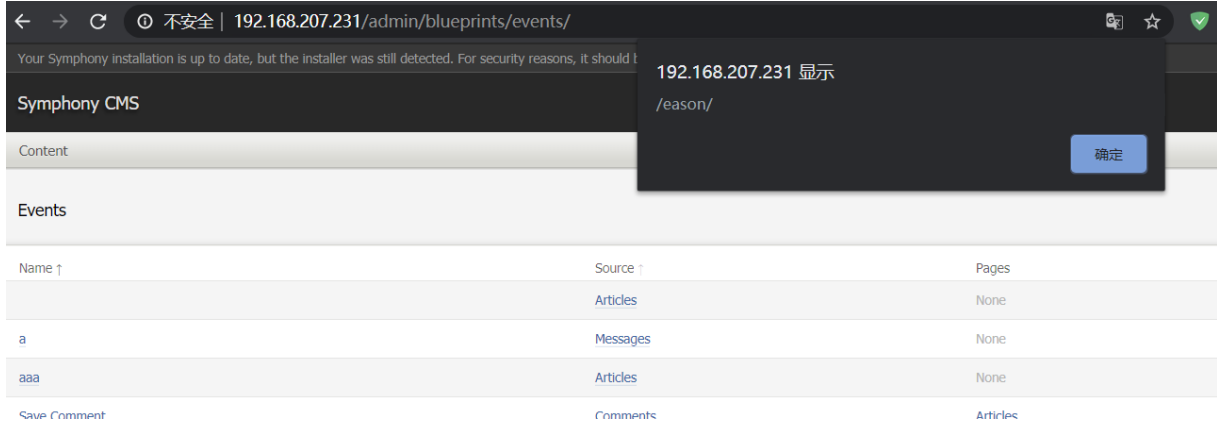 不安全 | 192.168.207.231/admin/blueprints/events/
Your Symphony installation is up to date, but the installer was still detected. For security reasons, it should
192.168.207.231 显示
/eason/
确定
Symphony CMS
Content
Events
Name ↑ Source ↑ Pages
Articles None
a Messages None
aaa Articles None
Save Comment Comments Articles